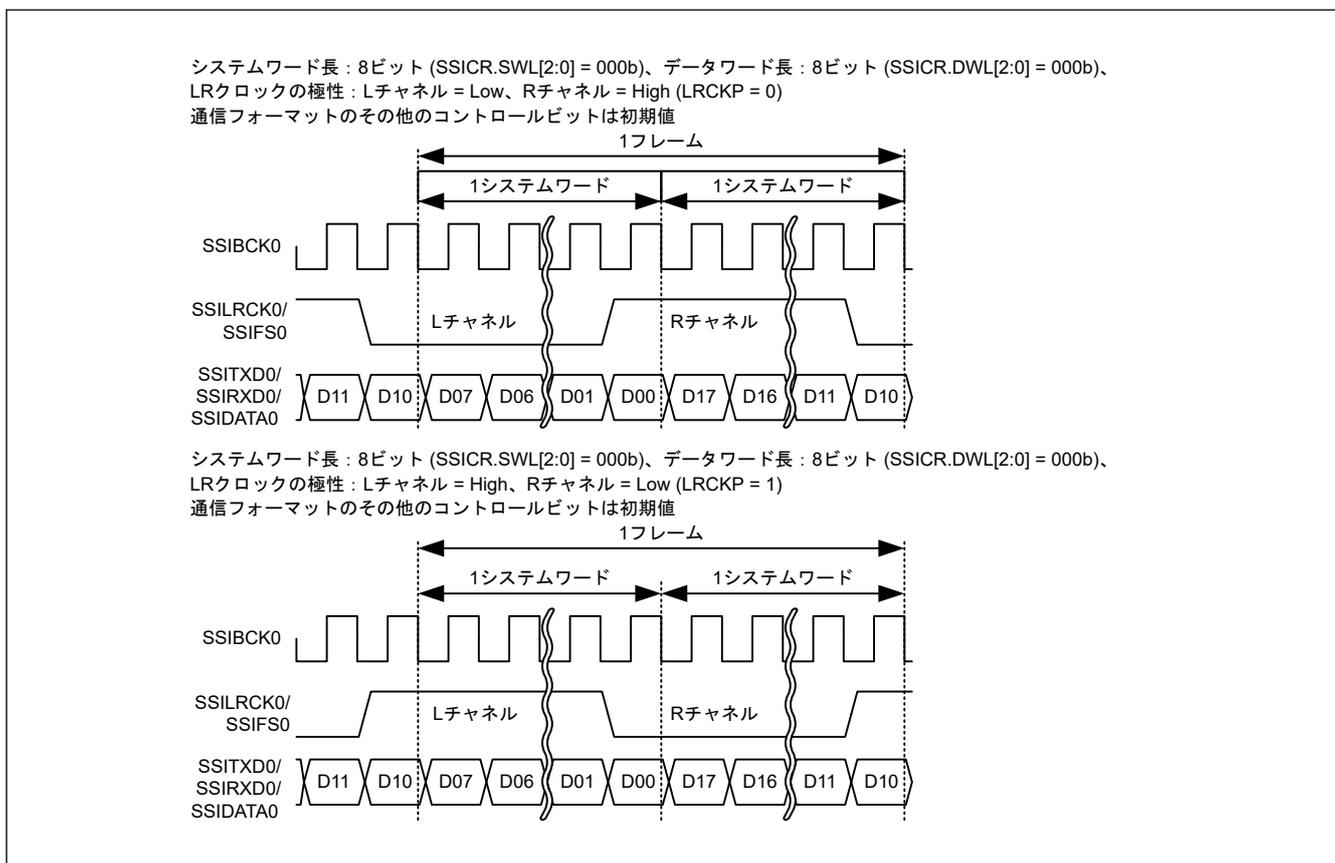 システムワード長：8ビット (SSICR.SWL[2:0] = 000b)、データワード長：8ビット (SSICR.DWL[2:0] = 000b)、
LRクロックの極性：Lチャネル = Low、Rチャネル = High (LRCKP = 0)
通信フォーマットのその他のコントロールビットは初期値
1フレーム
1システムワード 1システムワード
SSIBCK0
SSILRCK0/
SSIFS0
Lチャネル Rチャネル
SSITXD0/
SSIRXD0/
SSIDATA0
D11 D10 D07 D06 D01 D00 D17 D16 D11 D10
システムワード長：8ビット (SSICR.SWL[2:0] = 000b)、データワード長：8ビット (SSICR.DWL[2:0] = 000b)、
LRクロックの極性：Lチャネル = High、Rチャネル = Low (LRCKP = 1)
通信フォーマットのその他のコントロールビットは初期値
1フレーム
1システムワード 1システムワード
SSIBCK0
SSILRCK0/
SSIFS0
Lチャネル Rチャネル
SSITXD0/
SSIRXD0/
SSIDATA0
D11 D10 D07 D06 D01 D00 D17 D16 D11 D10